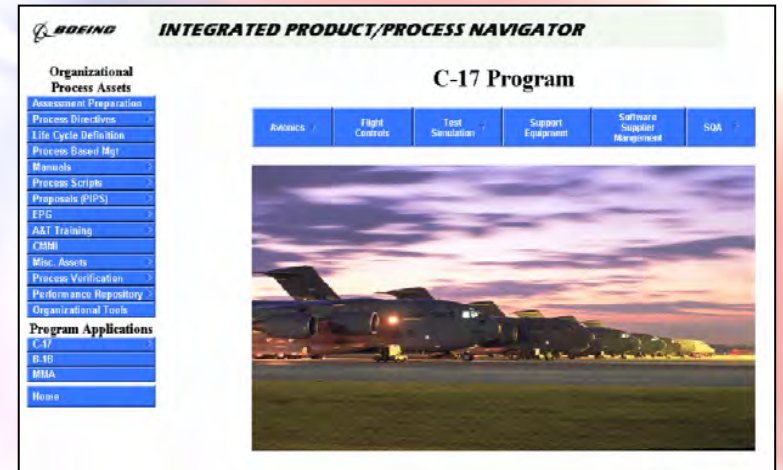 BOEING
INTEGRATED PRODUCT/PROCESS NAVIGATOR
Organizational
Process Assets
Assessment Preparation
Process Directives
Life Cycle Definition
Process Based Mgt
Manuals
Process Scripts
Proposals (PIPS)
EPG
A&T Training
CMMI
Misc. Assets
Process Verification
Performance Repository
Organizational Tools
Program Applications
C-17
B-1B
MMA
Home
C-17 Program
Avionics
Flight
Controls
Test
Simulation
Support
Equipment
Software
Supplier
Mangement
SQA